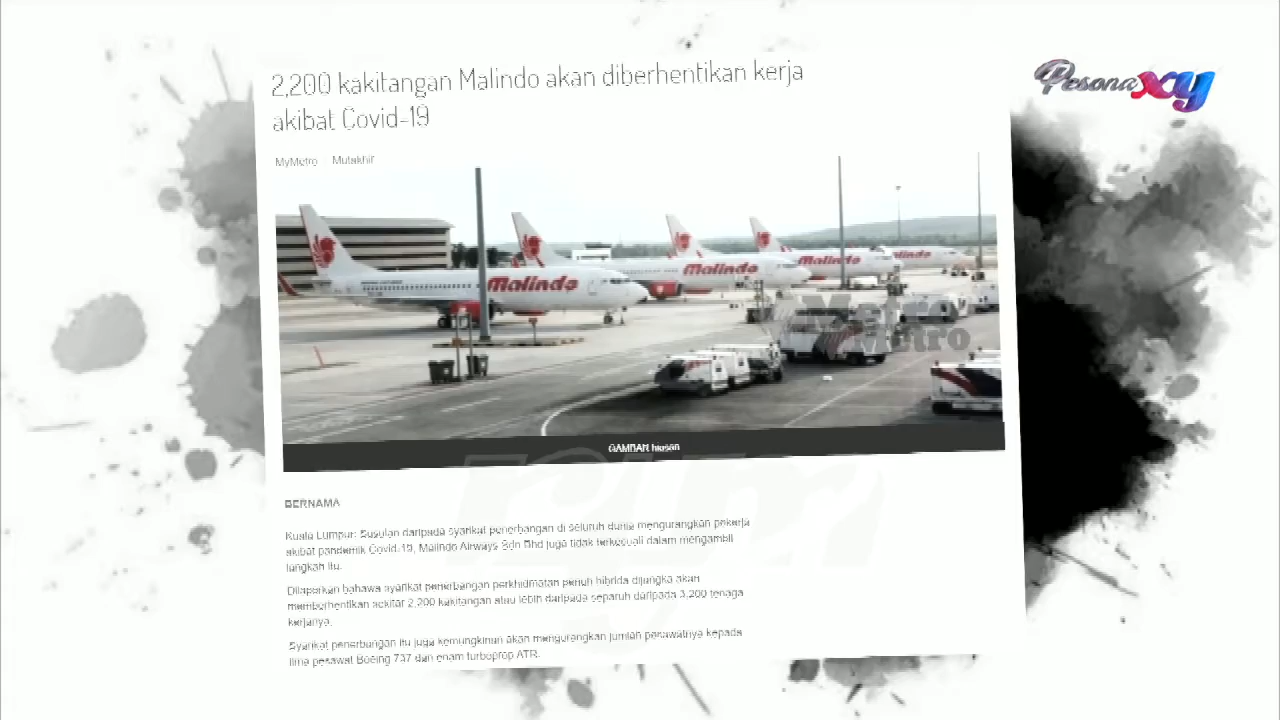 2,200 kakitangan Malindo akan diberhentikan kerja
akibat Covid-19
Pesona xy
MyMetro Mutakhir
Malindo
Malindo
Malindo
Malindo
Metro
Metro
GAMBAR hiasan
BERNAMA
Kuala Lumpur: Susulan daripada syarikat penerbangan di seluruh dunia mengurangkan pekerja
akibat pandemik Covid-19, Malindo Airways Sdn Bhd juga tidak terkecuali dalam mengambil
langkah itu.
Dilaporkan bahawa syarikat penerbangan perkhidmatan penuh hibrida dijangka akan
memberhentikan sekitar 2,200 kakitangan atau lebih daripada separuh daripada 3,200 tenaga
kerjanya.
Syarikat penerbangan itu juga kemungkinan akan mengurangkan jumlah pesawatnya kepada
lima pesawat Boeing 737 dan enam turboprop ATR.